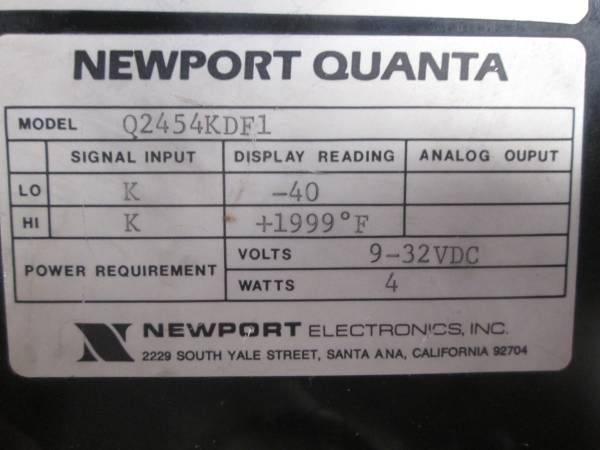 NEWPORT QUANTA
MODEL Q2454KDF1
SIGNAL INPUT DISPLAY READING ANALOG OUPUT
LO K -40
HI K +1999°F
POWER REQUIREMENT VOLTS 9-32VDC
WATTS 4
NEWPORT ELECTRONICS, INC.
2229 SOUTH YALE STREET, SANTA ANA, CALIFORNIA 92704